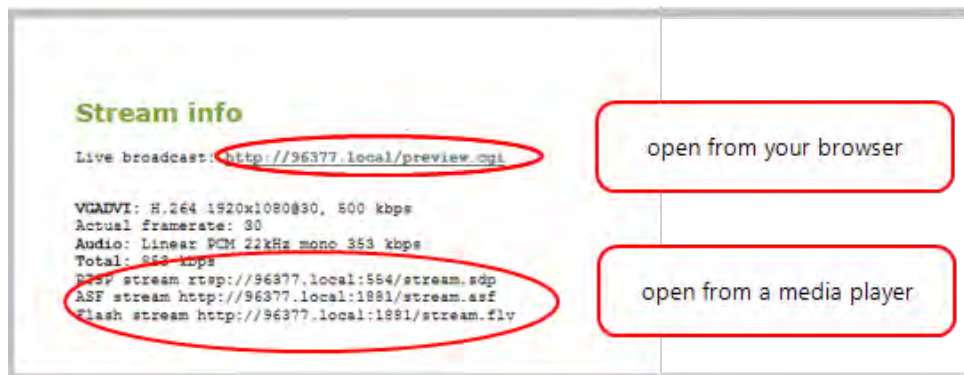 Stream info
Live broadcast: http://96377.local/preview.cgi
open from your browser
VGADVI: H.264 1920x1080@30, 500 kbps
Actual framerate: 30
Audio: Linear PCM 22kHz mono 353 kbps
Total: 853 kbps
RTSP stream rtsp://96377.local:554/stream.sdp
ASF stream http://96377.local:1881/stream.asf
Flash stream http://96377.local:1881/stream.flv
open from a media player